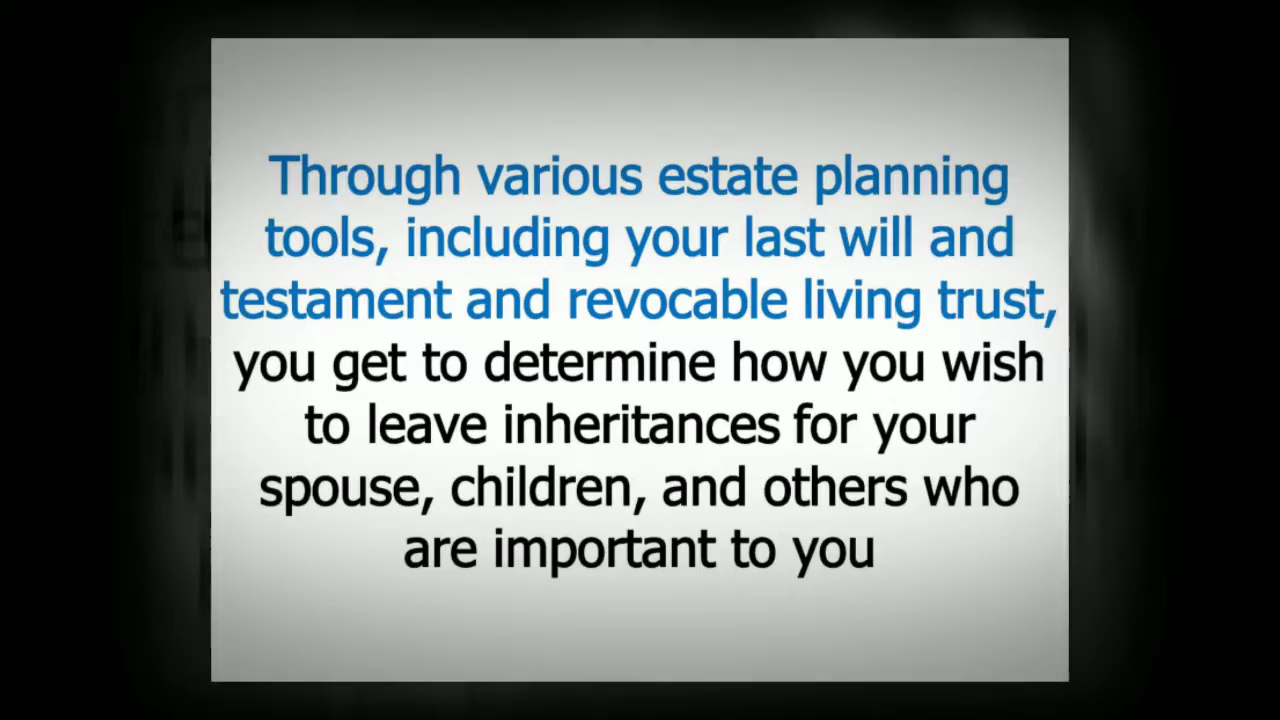 Through various estate planning
tools, including your last will and
testament and revocable living trust,
you get to determine how you wish
to leave inheritances for your
spouse, children, and others who
are important to you